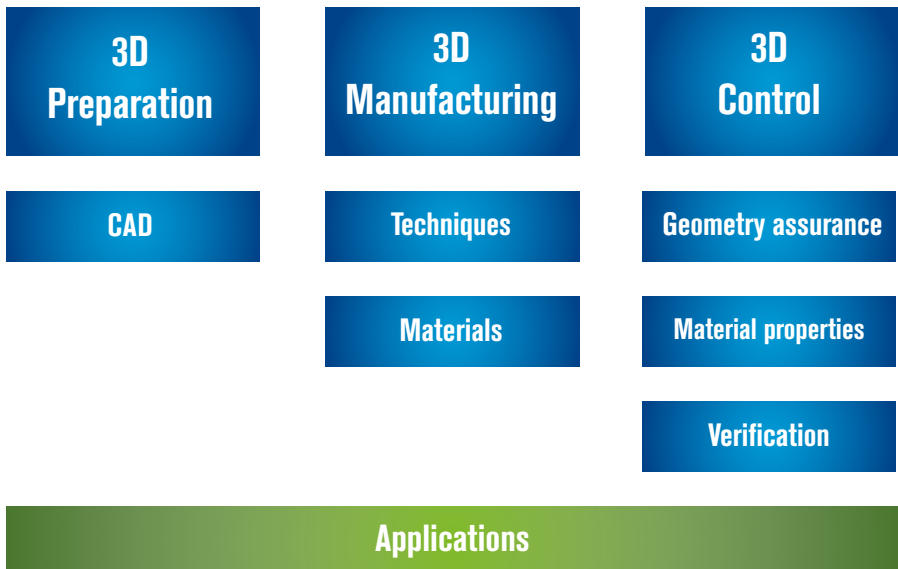 3D
Preparation
3D
Manufacturing
3D
Control
CAD
Techniques
Geometry assurance
Materials
Material properties
Verification
Applications